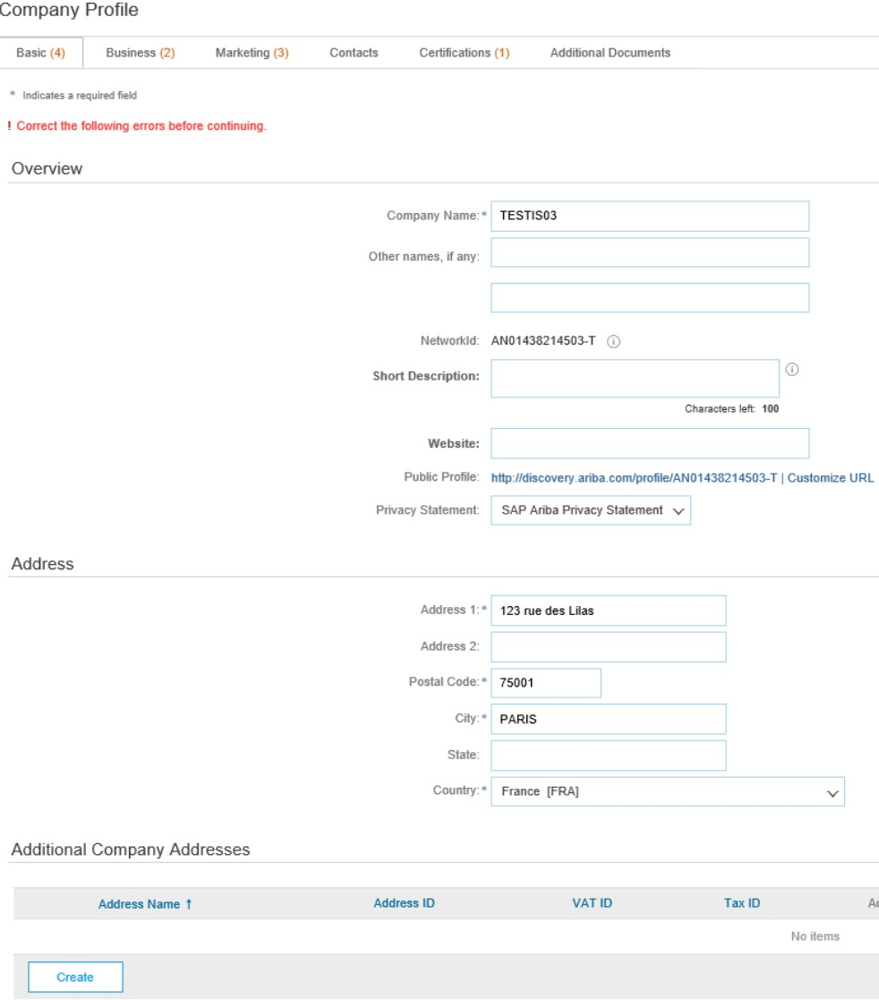 Company Profile
Basic (4) Business (2) Marketing (3) Contacts Certifications (1) Additional Documents
* Indicates a required field
! Correct the following errors before continuing.
Overview
Company Name:* TESTIS03
Other names, if any:
NetworkId: AN01438214503-T
Short Description:
Characters left: 100
Website:
Public Profile: http://discovery.ariba.com/profile/AN01438214503-T | Customize URL
Privacy Statement: SAP Ariba Privacy Statement
Address
Address 1:* 123 rue des Lilas
Address 2:
Postal Code:* 75001
City:* PARIS
State:
Country:* France [FRA]
Additional Company Addresses
Address Name ↑ Address ID VAT ID Tax ID
No items
Create